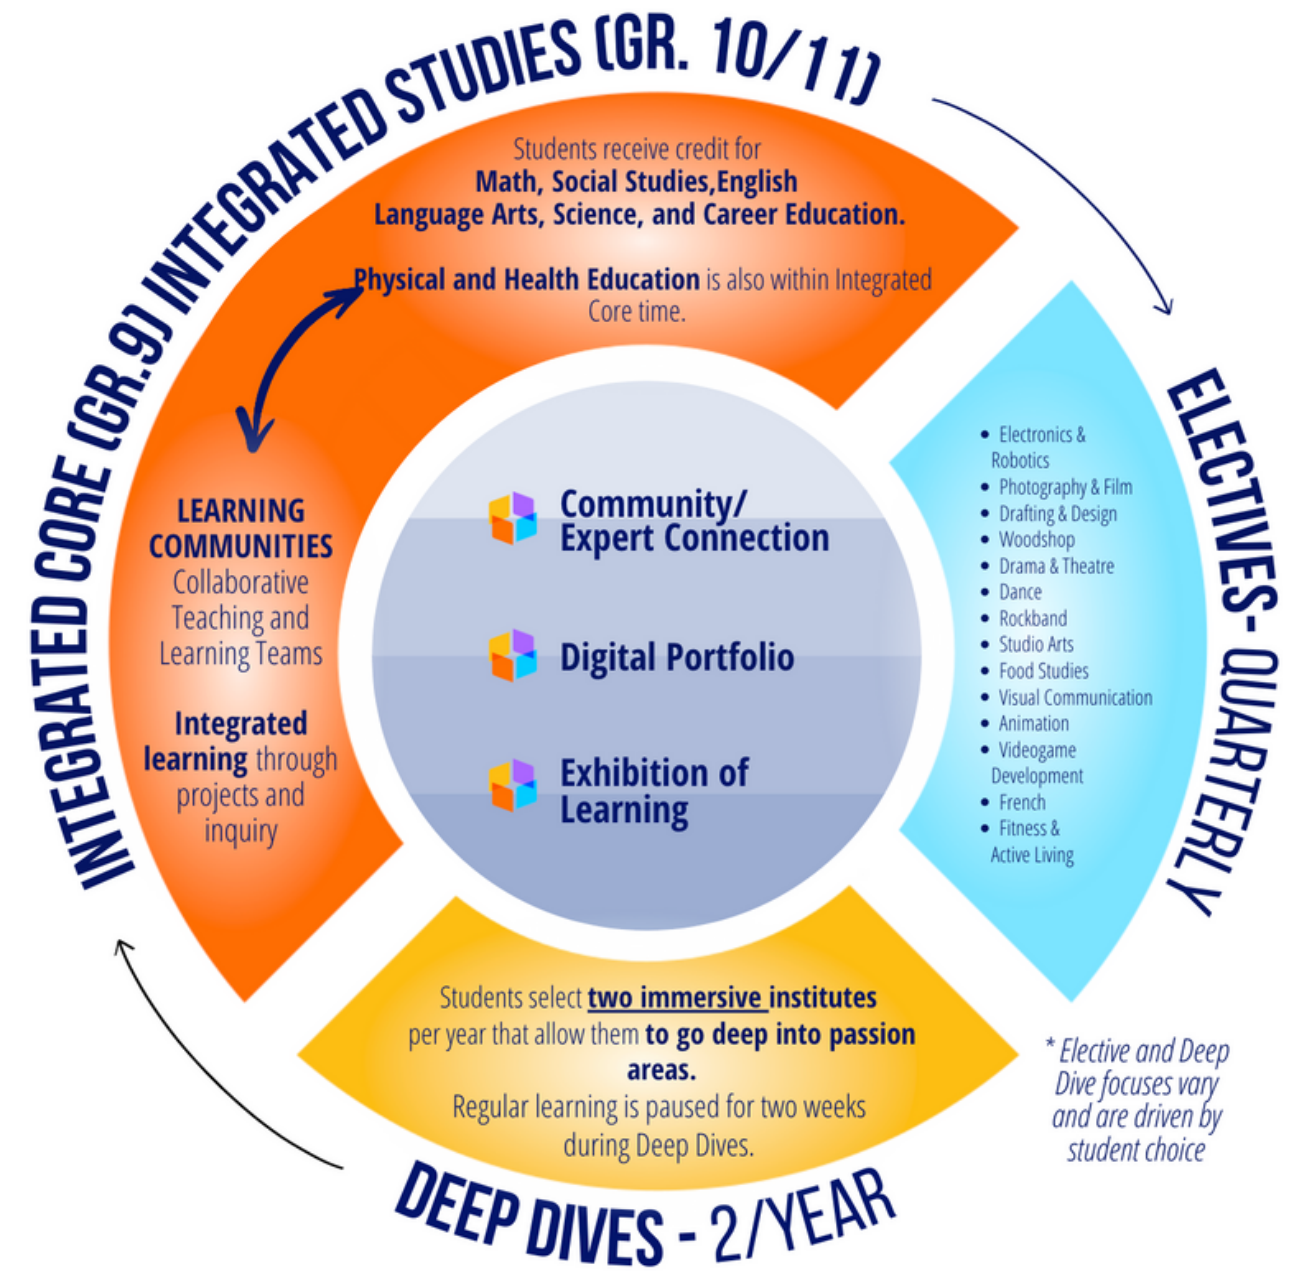 INTEGRATED CORE (GR.9) INTEGRATED STUDIES (GR. 10/11)
Students receive credit for
Math, Social Studies,English
Language Arts, Science, and Career Education.
Physical and Health Education is also within Integrated
Core time.
LEARNING
COMMUNITIES
Collaborative
Teaching and
Learning Teams
Integrated
learning through
projects and
inquiry
Community/
Expert Connection
Digital Portfolio
Exhibition of
Learning
ELECTIVES- QUARTERLY
• Electronics &
Robotics
• Photography & Film
• Drafting & Design
• Woodshop
• Drama & Theatre
• Dance
• Rockband
• Studio Arts
• Food Studies
• Visual Communication
• Animation
• Videogame
Development
• French
• Fitness &
Active Living
Students select two immersive institutes
per year that allow them to go deep into passion
areas.
Regular learning is paused for two weeks
during Deep Dives.
DEEP DIVES - 2/YEAR
* Elective and Deep
Dive focuses vary
and are driven by
student choice